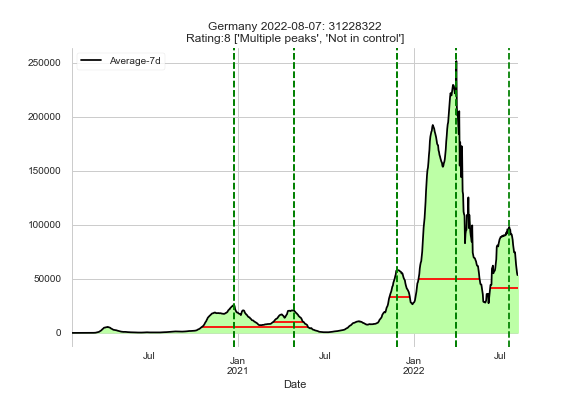 Germany 2022-08-07: 31228322
Rating:8 ['Multiple peaks', 'Not in control']
Average-7d
250000
200000
150000
100000
50000
0
Jul
Jan
2021
Jul
Jan
2022
Jul
Date